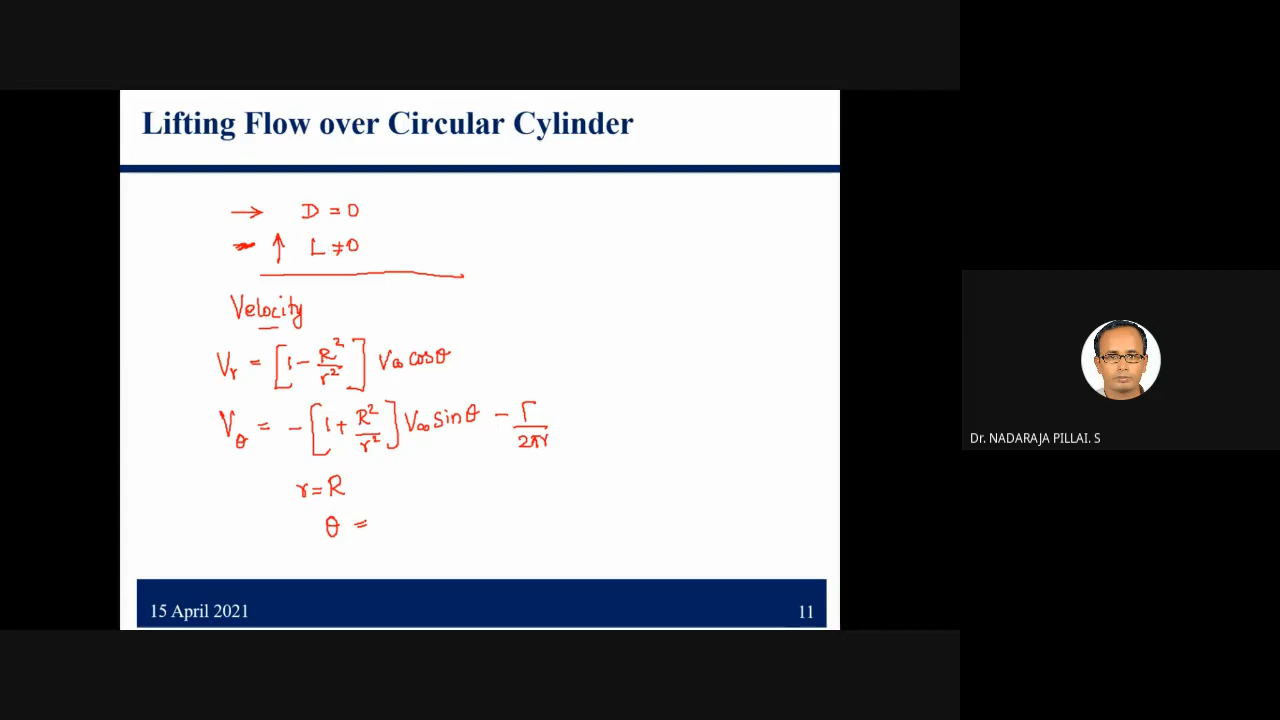 Lifting Flow over Circular Cylinder
→ D = 0
↑ L ≠ 0
Velocity
Vr = [1 - R²/r²] V∞ cosθ
Vθ = -[1 + R²/r²] V∞ sinθ - Γ/2πr
r = R
θ =
15 April 2021 11
Dr. NADARAJA PILLAI. S